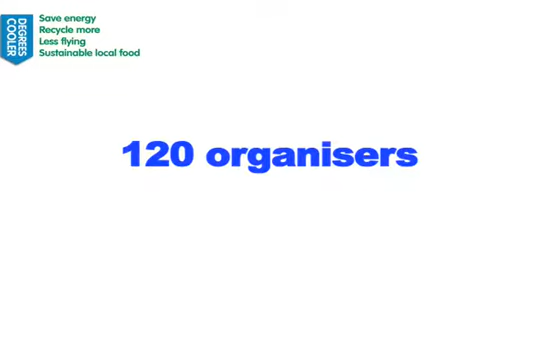 DEGREES
COOLER
Save energy
Recycle more
Less flying
Sustainable local food
120 organisers